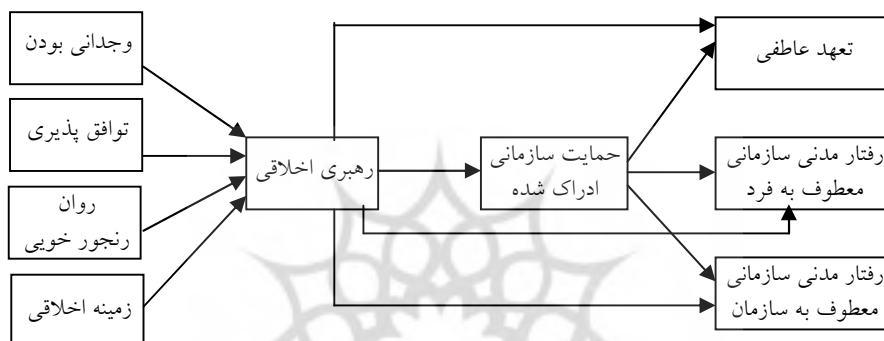 وجدانی بودن
توافق پذیری
روان
رنجور خویی
زمینه اخلاقی
رهبری اخلاقی
حمایت سازمانی
ادراک شده
تعهد عاطفی
رفتار مدنی سازمانی
معطوف به فرد
رفتار مدنی سازمانی
معطوف به سازمان